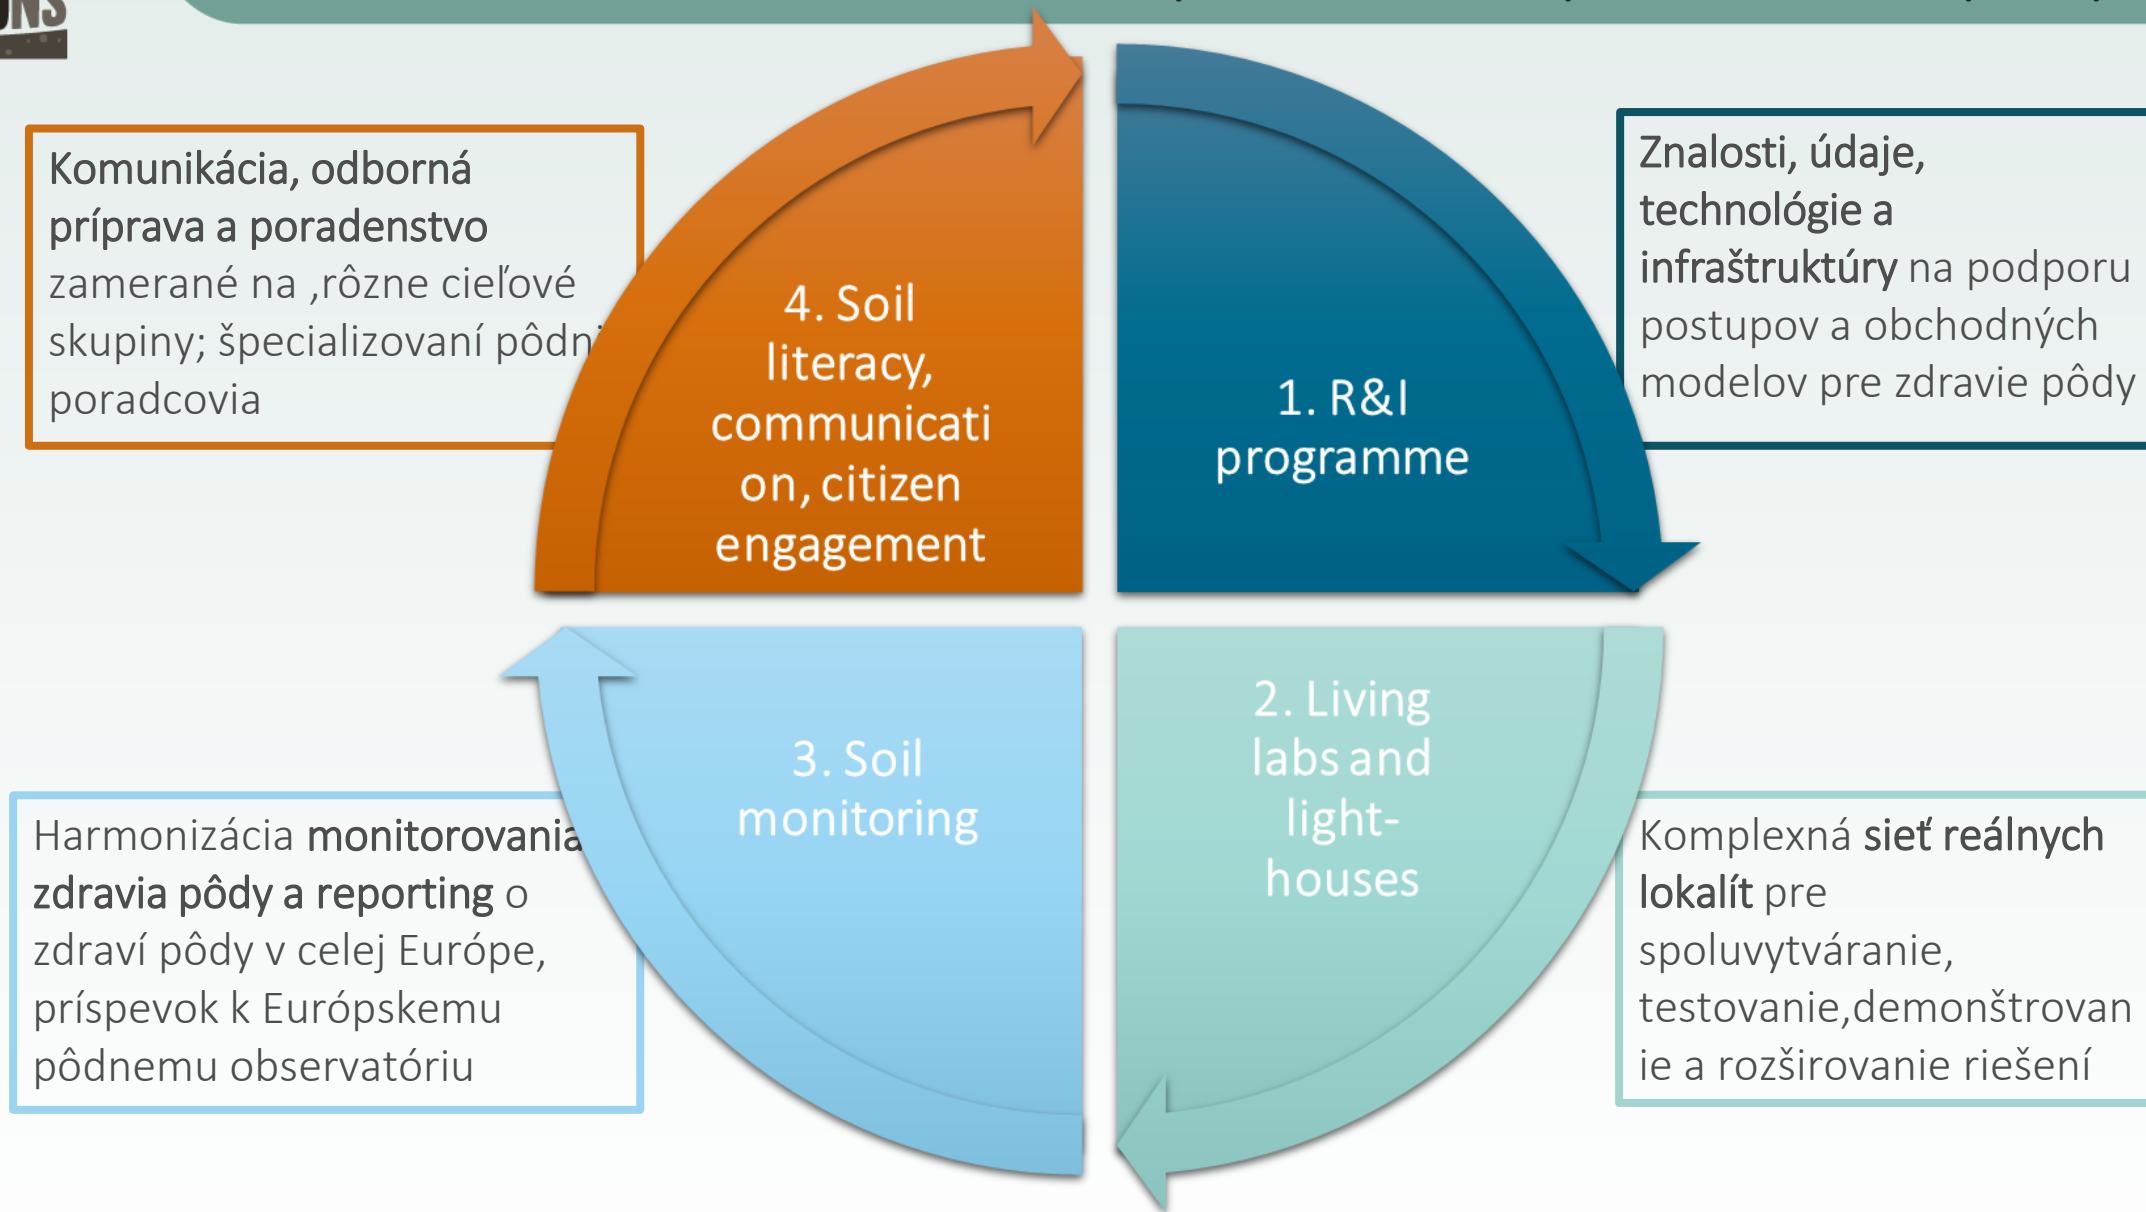 Komunikácia, odborná
príprava a poradenstvo
zamerané na ,rôzne cieľové
skupiny; špecializovaní
poradcovia
4. Soil
literacy,
communicati
on, citizen
engagement
1. R&I
programme
Znalosti, údaje,
technológie a
infraštruktúry na podporu
postupov a obchodných
modelov pre zdravie pôdy
Harmonizácia monitorovania
zdravia pôdy a reporting o
zdraví pôdy v celej Európe,
príspevok k Európskemu
pôdnemu observatóriu
3. Soil
monitoring
2. Living
labs and
light-
houses
Komplexná sieť reálnych
lokalít pre
spoluvytváranie,
testovanie,demonštrovan
ie a rozširovanie riešení